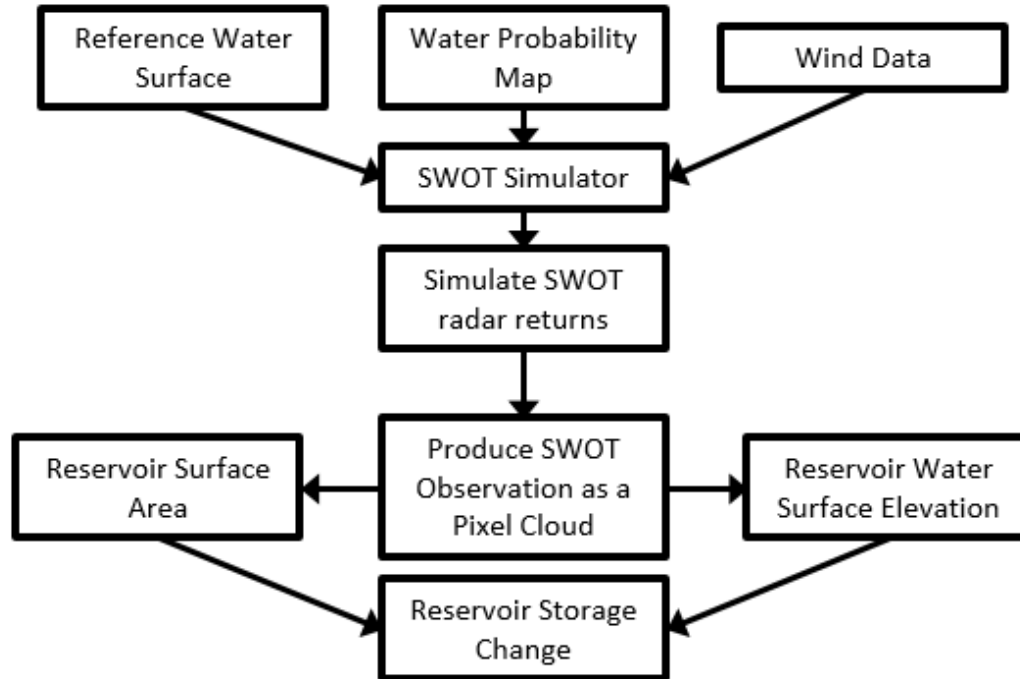 Reference Water
Surface
Water Probability
Map
Wind Data
SWOT Simulator
Simulate SWOT
radar returns
Produce SWOT
Observation as a
Pixel Cloud
Reservoir Surface
Area
Reservoir Water
Surface Elevation
Reservoir Storage
Change